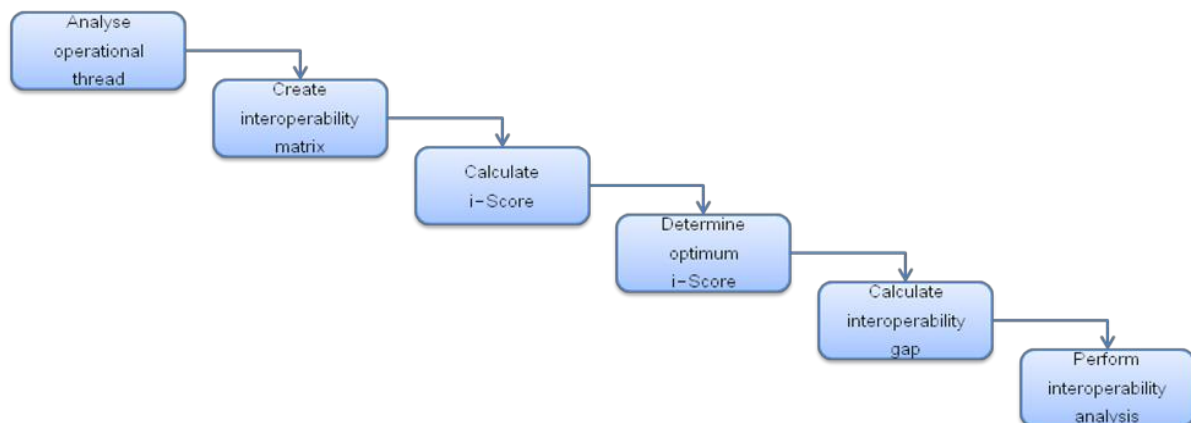 Analyse
operational
thread
Create
interoperability
matrix
Calculate
i-Score
Determine
optimum
i-Score
Calculate
interoperability
gap
Perform
interoperability
analysis